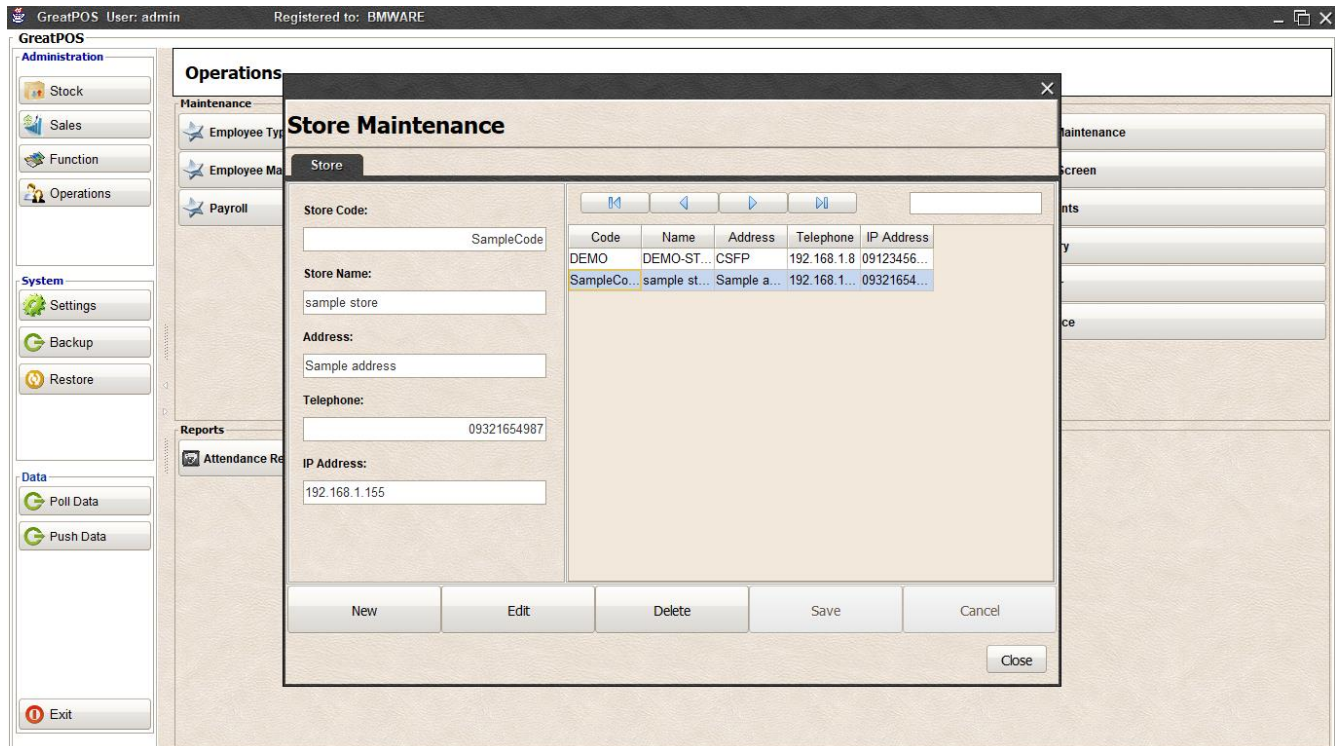 GreatPOS User: admin Registered to: BMWARE
GreatPOS
Administration
Stock
Sales
Function
Operations
System
Settings
Backup
Restore
Data
Poll Data
Push Data
Exit
Operations
Maintenance
Employee Typ
Employee Ma
Payroll
Reports
Attendance Re
Store Maintenance
Store
Store Code:
SampleCode
Store Name:
sample store
Address:
Sample address
Telephone:
09321654987
IP Address:
192.168.1.155
Code Name Address Telephone IP Address
DEMO DEMO-ST... CSFP 192.168.1.8 09123456...
SampleCo... sample st... Sample a... 192.168.1... 09321654...
New Edit Delete Save Cancel
Close
Maintenance
Screen
nts
y
ce